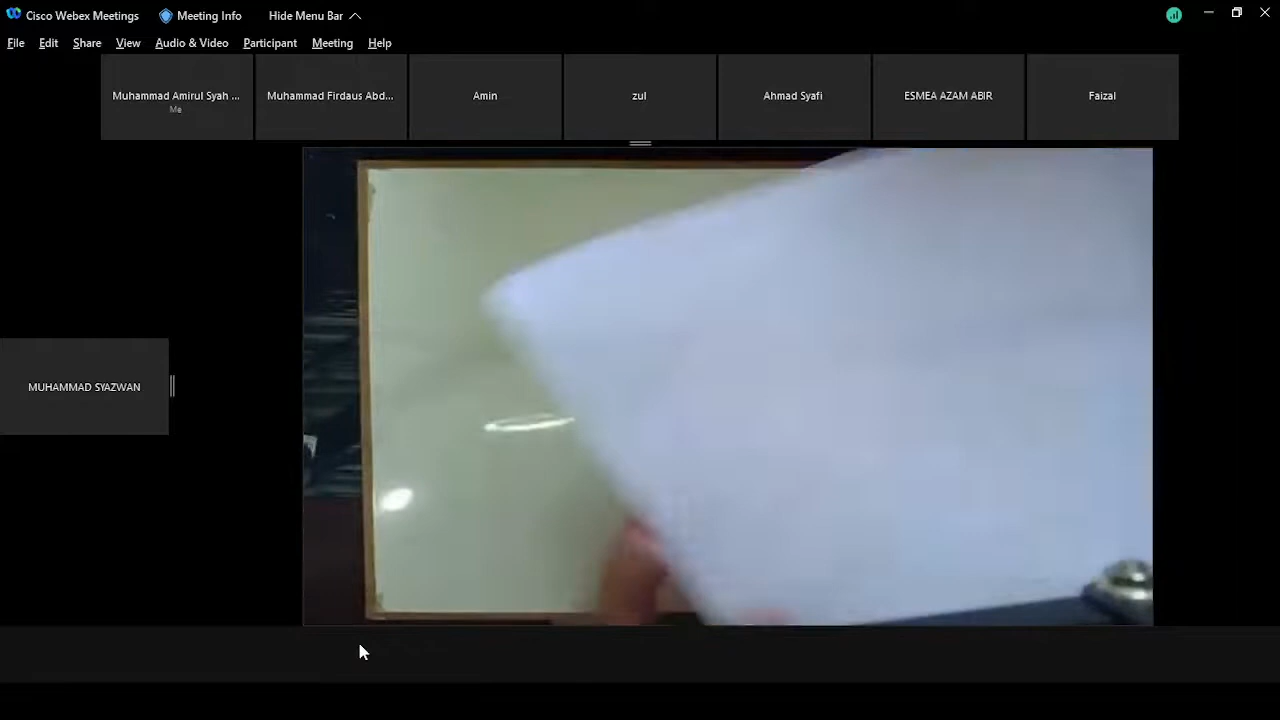 Cisco Webex Meetings Meeting Info Hide Menu Bar
File Edit Share View Audio & Video Participant Meeting Help
Muhammad Amirul Syah ... Muhammad Firdaus Abd... Amin zul Ahmad Syafi ESMEA AZAM ABIR Faizal
Me
MUHAMMAD SYAZWAN